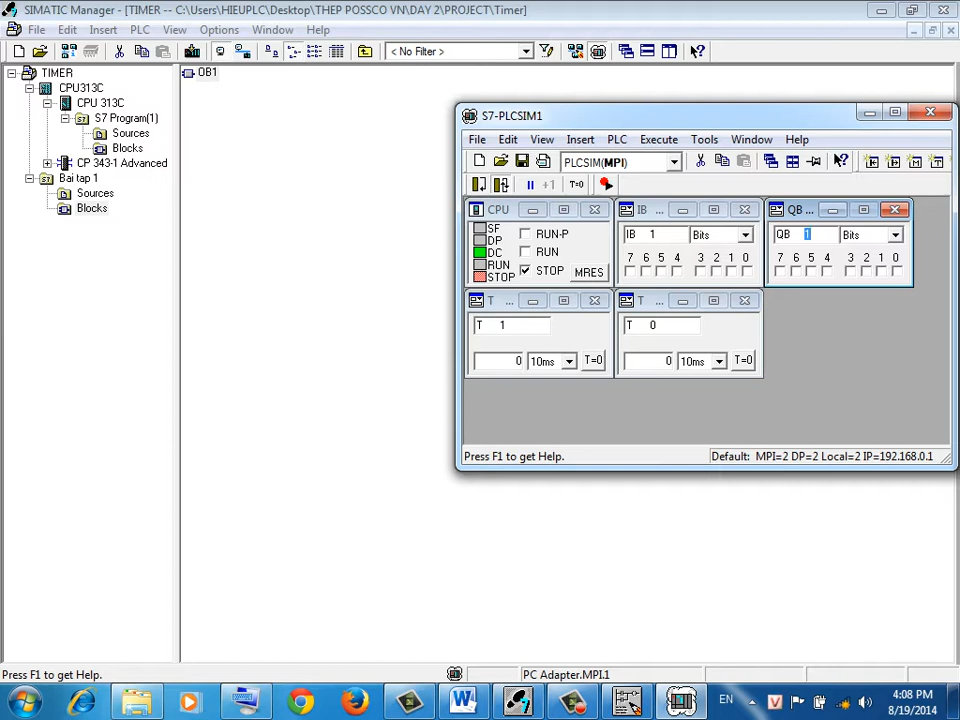 SIMATIC Manager - [TIMER -- C:\Users\HIEUPLC\Desktop\THEP POSSCO VN\DAY 2\PROJECT\Timer]
File Edit Insert PLC View Options Window Help
< No Filter >
TIMER
CPU313C
CPU 313C
S7 Program(1)
Sources
Blocks
CP 343-1 Advanced
Bai tap 1
Sources
Blocks
OB1
S7-PLCSIM1
File Edit View Insert PLC Execute Tools Window Help
PLCSIM(MPI)
+1 T=0
CPU
SF
DP
DC
RUN
STOP
RUN-P
RUN
STOP
MRES
IB ...
IB 1 Bits
7 6 5 4 3 2 1 0
QB ...
QB 1 Bits
7 6 5 4 3 2 1 0
T ...
T 1
0 10ms T=0
T ...
T 0
0 10ms T=0
Press F1 to get Help.
Default: MPI=2 DP=2 Local=2 IP=192.168.0.1
Press F1 to get Help.
PC Adapter.MPI.1
EN
4:08 PM
8/19/2014